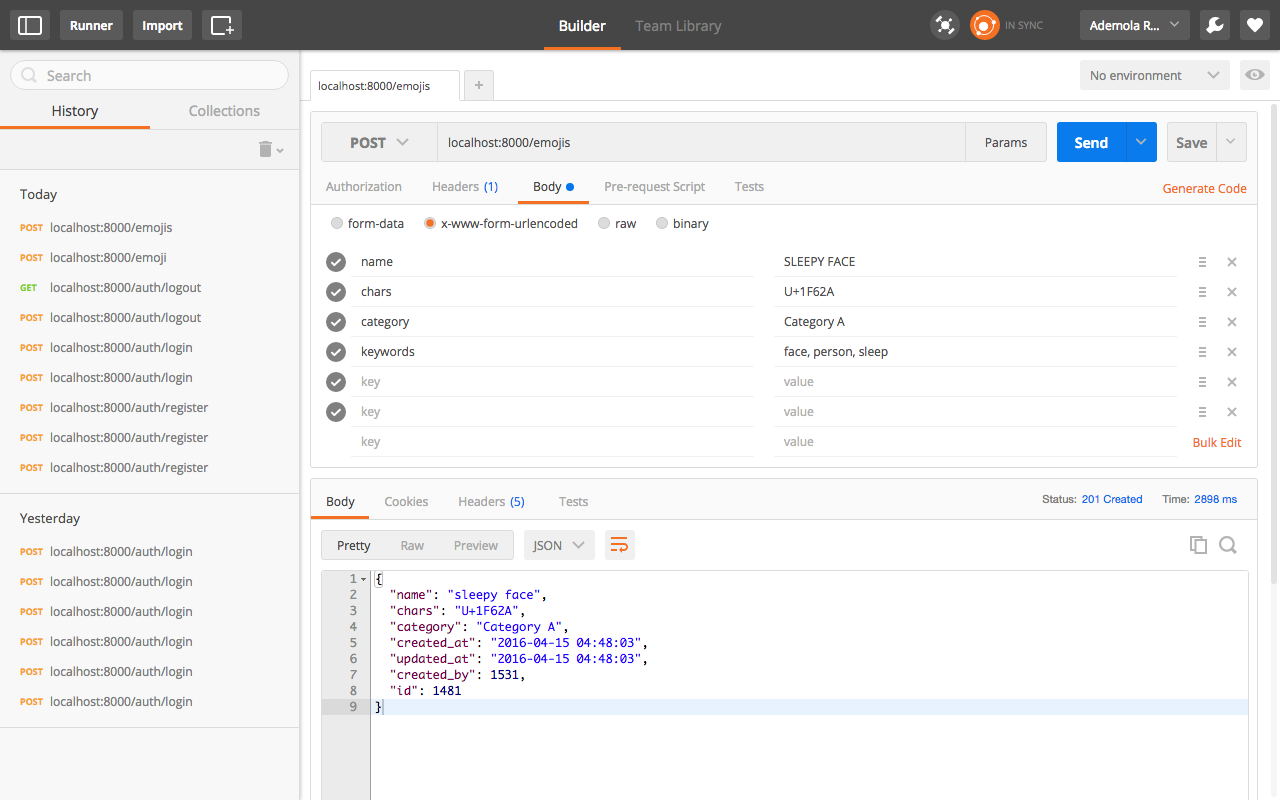 Runner Import Builder Team Library IN SYNC Ademola R...
Search
History Collections
Today
POST localhost:8000/emojis
POST localhost:8000/emoji
GET localhost:8000/auth/logout
POST localhost:8000/auth/logout
POST localhost:8000/auth/login
POST localhost:8000/auth/login
POST localhost:8000/auth/register
POST localhost:8000/auth/register
POST localhost:8000/auth/register
Yesterday
POST localhost:8000/auth/login
POST localhost:8000/auth/login
POST localhost:8000/auth/login
POST localhost:8000/auth/login
POST localhost:8000/auth/login
POST localhost:8000/auth/login
localhost:8000/emojis + No environment
POST localhost:8000/emojis Params Send Save
Authorization Headers (1) Body Pre-request Script Tests Generate Code
form-data x-www-form-urlencoded raw binary
name SLEEPY FACE
chars U+1F62A
category Category A
keywords face, person, sleep
key value
key value
key value Bulk Edit
Body Cookies Headers (5) Tests Status: 201 Created Time: 2898 ms
Pretty Raw Preview JSON
1 {
2 "name": "sleepy face",
3 "chars": "U+1F62A",
4 "category": "Category A",
5 "created_at": "2016-04-15 04:48:03",
6 "updated_at": "2016-04-15 04:48:03",
7 "created_by": 1531,
8 "id": 1481
9 }